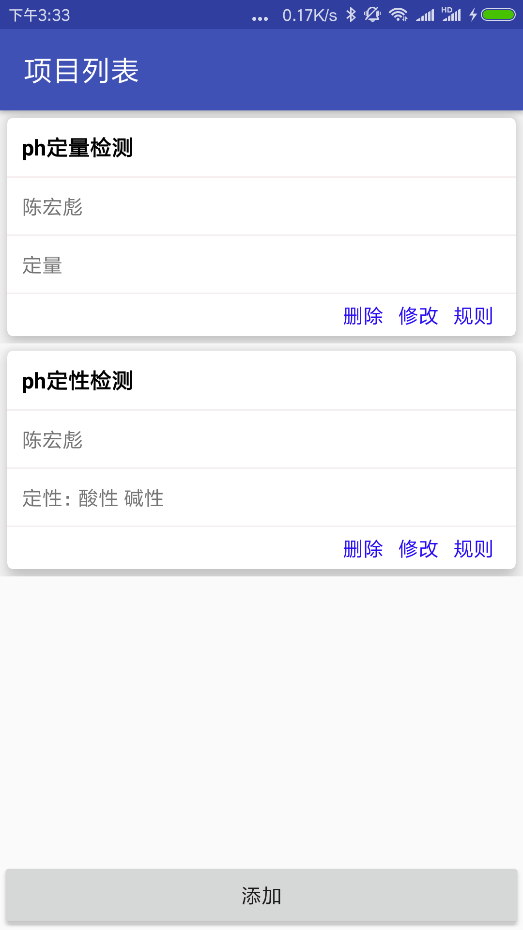 下午3:33 ... 0.17K/s HD
项目列表
ph定量检测
陈宏彪
定量
删除 修改 规则
ph定性检测
陈宏彪
定性：酸性 碱性
删除 修改 规则
添加